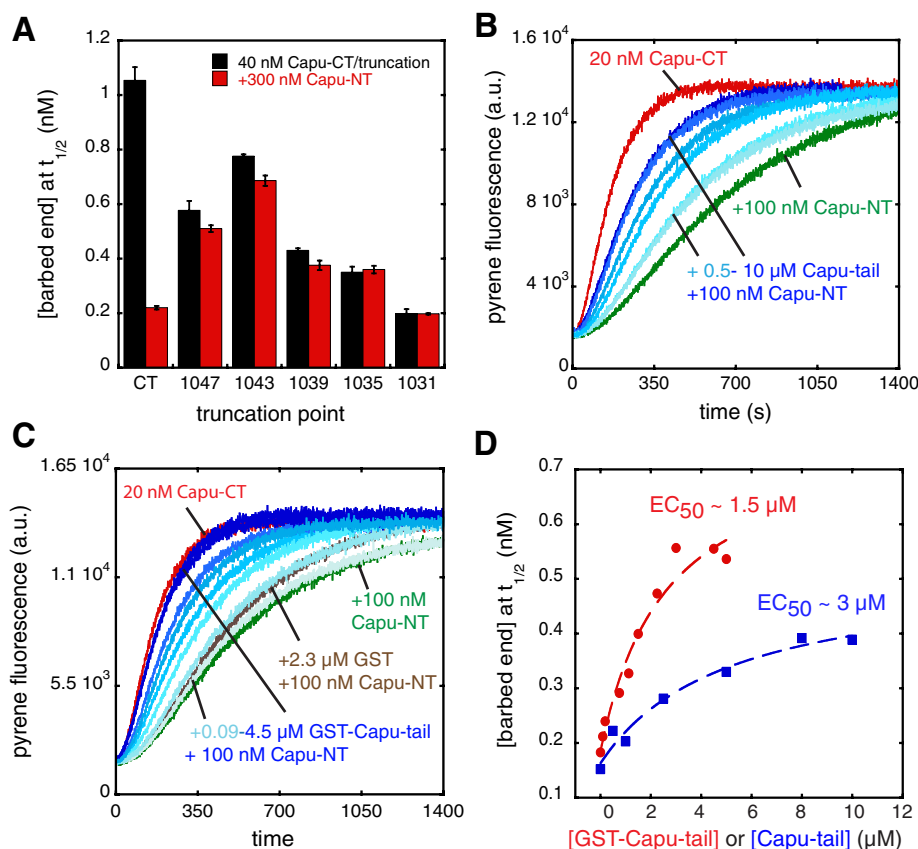 A
[barbed end] at t1/2 (nM)
1.2
1
0.8
0.6
0.4
0.2
0
40 nM Capu-CT/truncation
+300 nM Capu-NT
CT 1047 1043 1039 1035 1031
truncation point
B
pyrene fluorescence (a.u.)
1.6 10^4
1.2 10^4
8 10^3
4 10^3
0
20 nM Capu-CT
+100 nM Capu-NT
+ 0.5- 10 µM Capu-tail
+100 nM Capu-NT
0 350 700 1050 1400
time (s)
C
pyrene fluorescence (a.u.)
1.65 10^4
1.1 10^4
5.5 10^3
0
20 nM Capu-CT
+100 nM
Capu-NT
+2.3 µM GST
+100 nM Capu-NT
+0.09-4.5 µM GST-Capu-tail
+ 100 nM Capu-NT
0 350 700 1050 1400
time
D
[barbed end] at t1/2 (nM)
0.7
0.6
0.5
0.4
0.3
0.2
0.1
EC50 ~ 1.5 µM
EC50 ~ 3 µM
0 2 4 6 8 10 12
[GST-Capu-tail] or [Capu-tail] (µM)